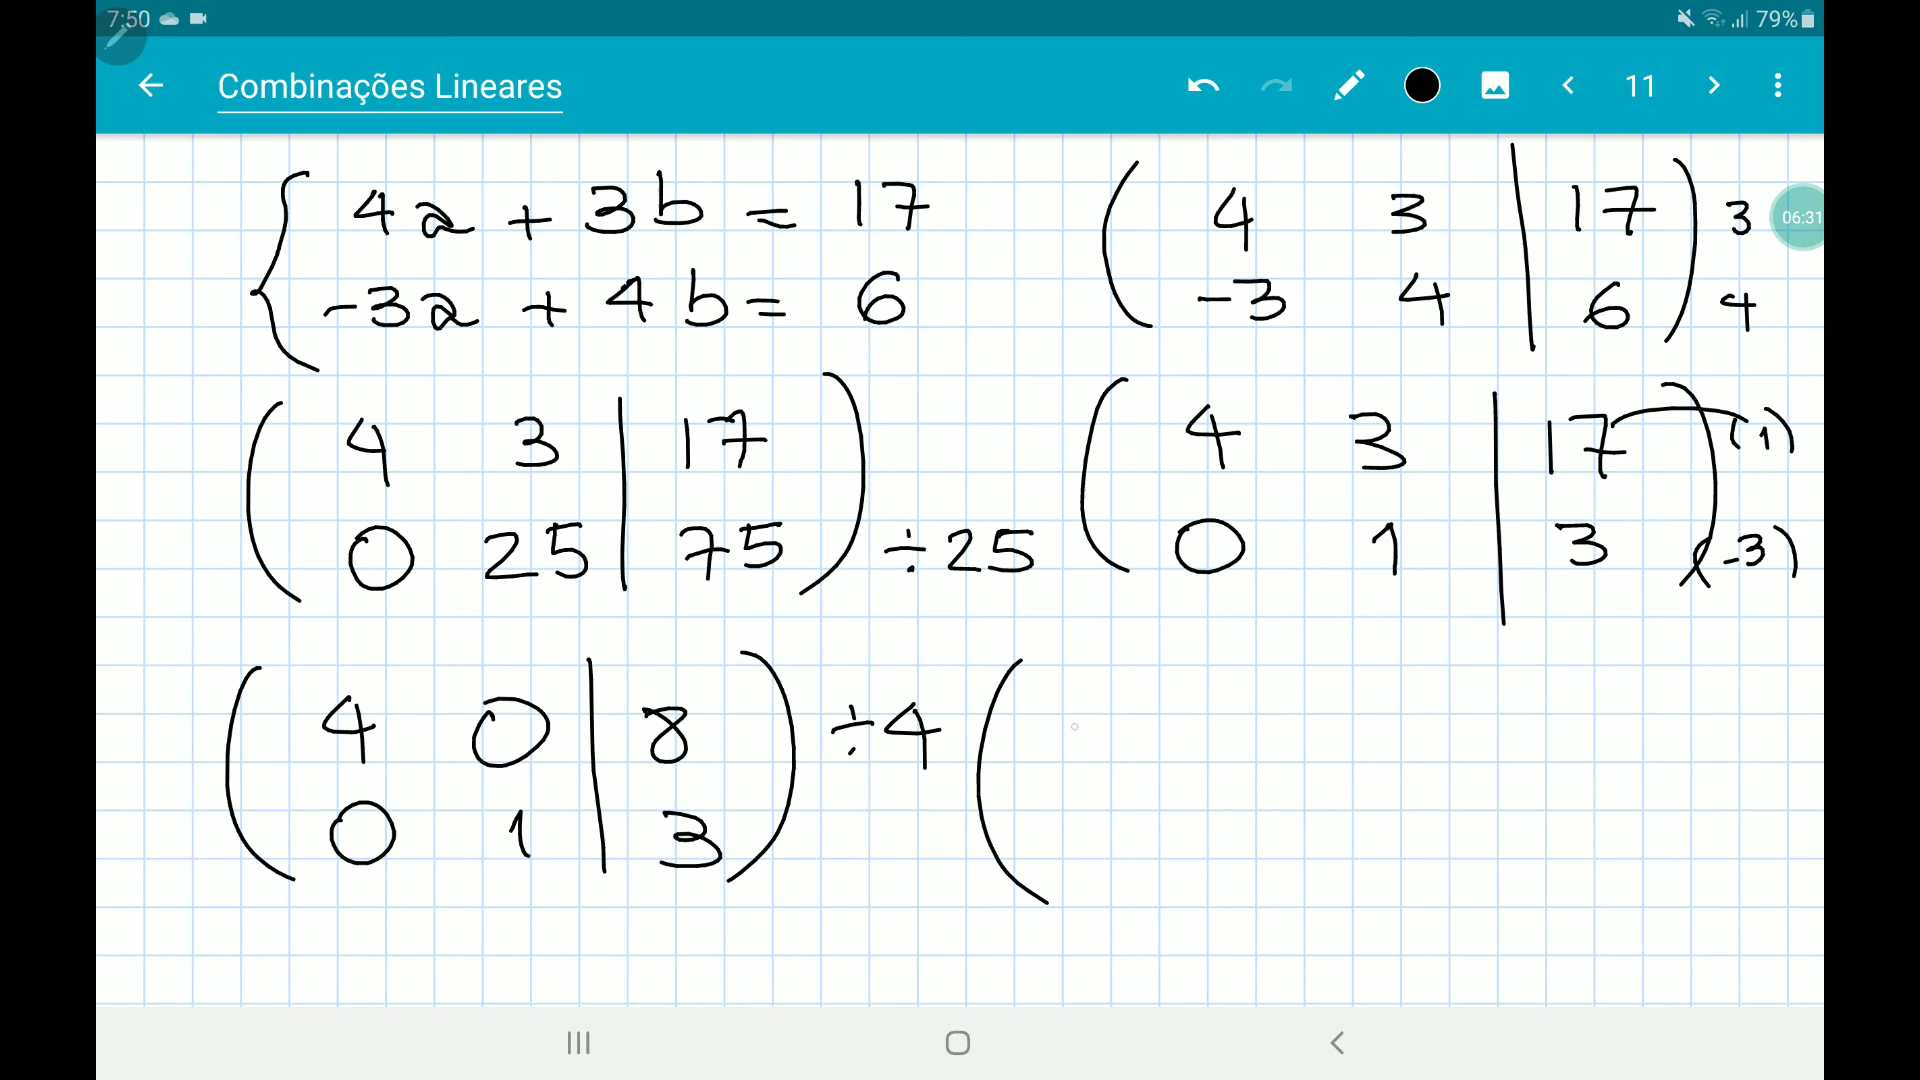 7:50 79%
Combinações Lineares 11
4a + 3b = 17
-3a + 4b = 6
4 3 | 17 3
-3 4 | 6 4
06:31
4 3 | 17
0 25 | 75 ÷25
4 3 | 17 (1)
0 1 | 3 (-3)
4 0 | 8 ÷4
0 1 | 3